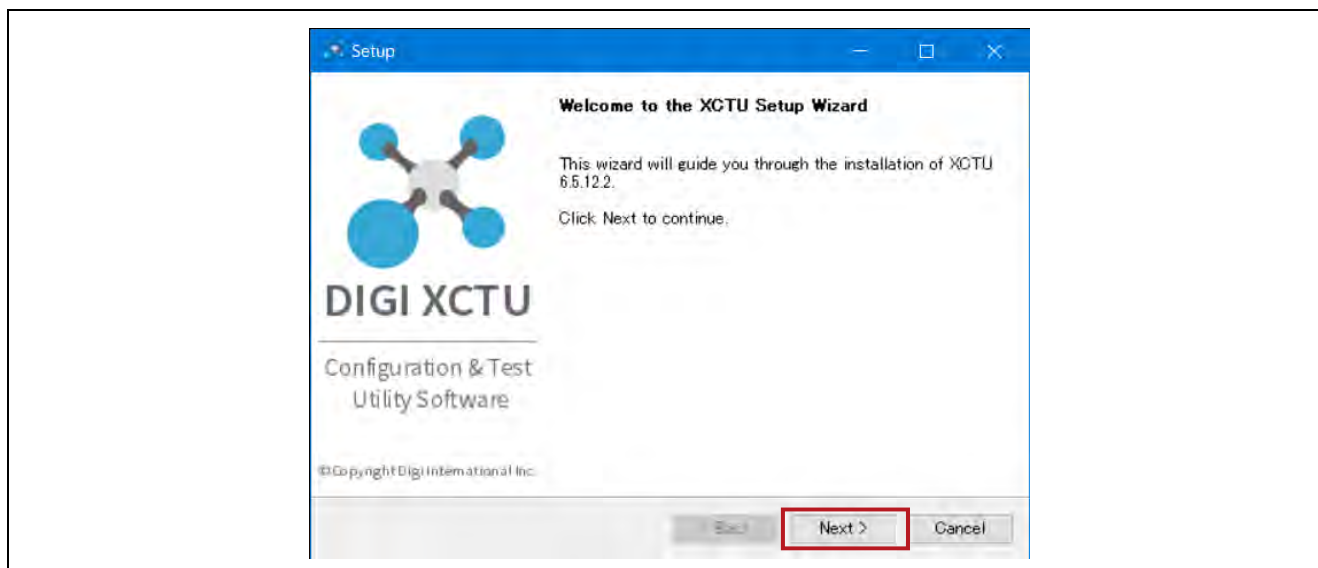 Setup
Welcome to the XCTU Setup Wizard
This wizard will guide you through the installation of XCTU
6.5.12.2.
Click Next to continue.
DIGI XCTU
Configuration & Test
Utility Software
©Copyright Digi International Inc.
< Back
Next >
Cancel